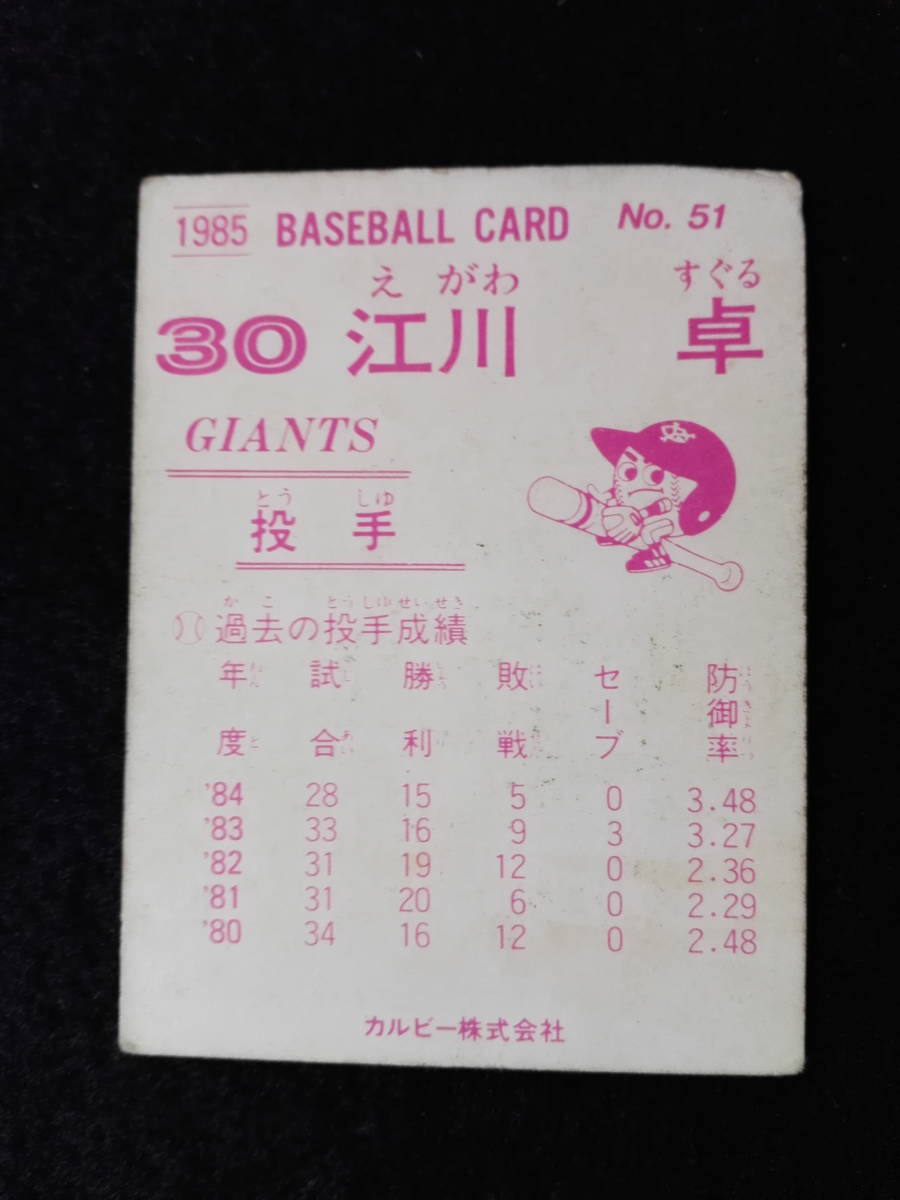 1985 BASEBALL CARD No. 51
えがわ すぐる
30 江川 卓
GIANTS
とう しゅ
投手
かこ とうしゅせいせき
過去の投手成績
年度 試合 勝利 敗戦 セーブ 防御率
'84 28 15 5 0 3.48
'83 33 16 9 3 3.27
'82 31 19 12 0 2.36
'81 31 20 6 0 2.29
'80 34 16 12 0 2.48
カルビー株式会社